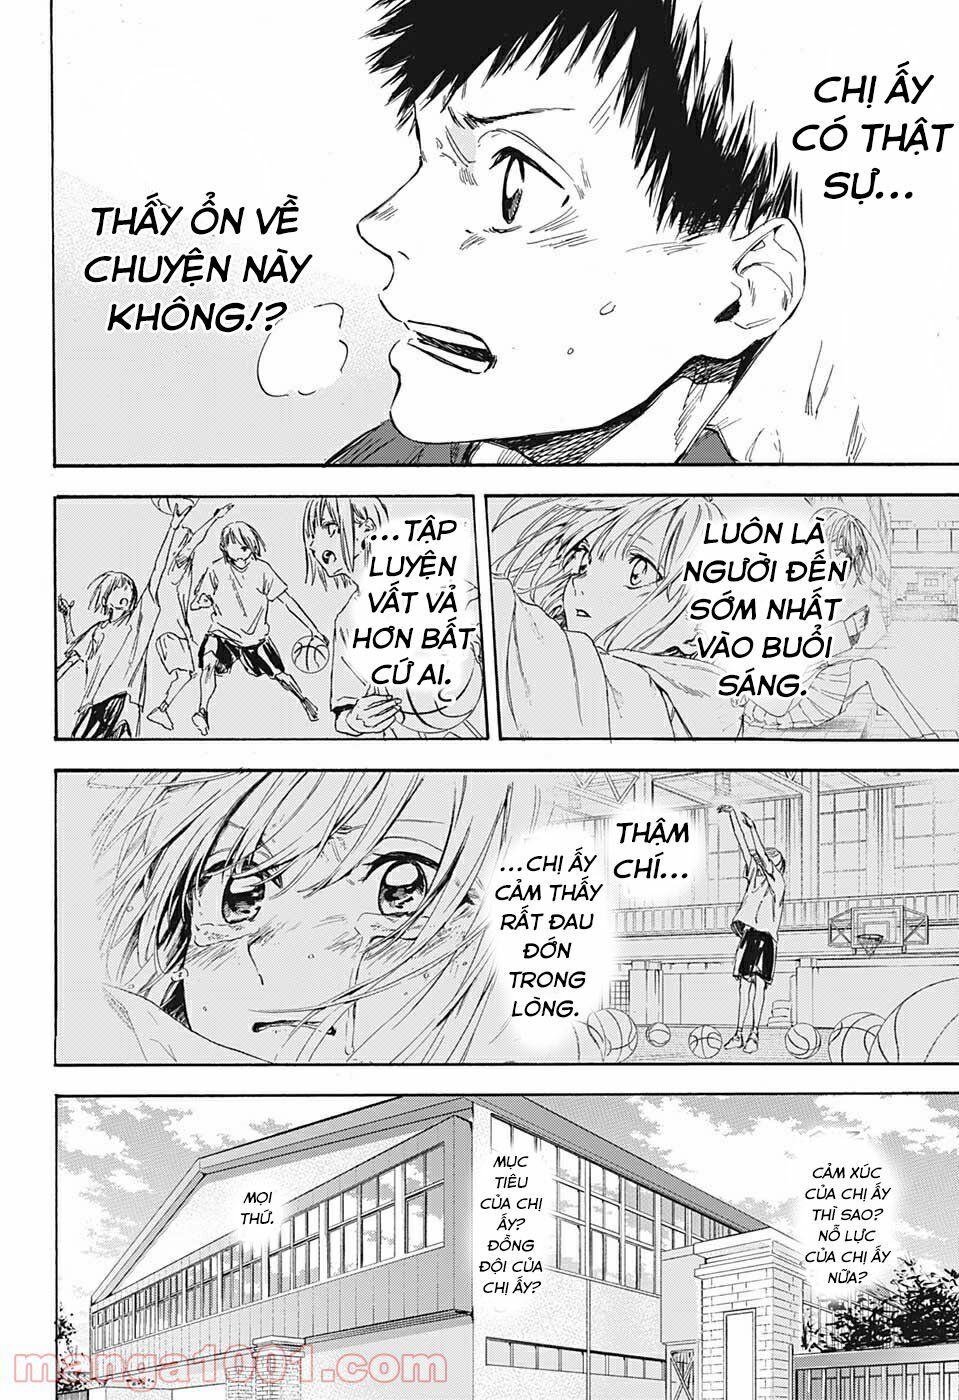 CHỊ ẤY
CÓ THẬT
SỰ...
THẤY ỔN VỀ
CHUYỆN NÀY
KHÔNG!?
LUÔN LÀ
NGƯỜI ĐẾN
SỚM NHẤT
VÀO BUỔI
SÁNG.
...TẬP
LUYỆN
VẤT VẢ
HƠN BẤT
CỨ AI.
THẬM
CHÍ...
...CHỊ ẤY
CẢM THẤY
RẤT ĐAU
ĐỚN
TRONG
LÒNG.
CẢM XÚC
CỦA CHỊ ẤY
THÌ SAO?
NỖ LỰC
CỦA CHỊ ẤY
NỮA?
MỤC
TIÊU
CỦA CHỊ
ẤY?
ĐỒNG
ĐỘI CỦA
CHỊ ẤY?
MỌI
THỨ.
manga1001.com